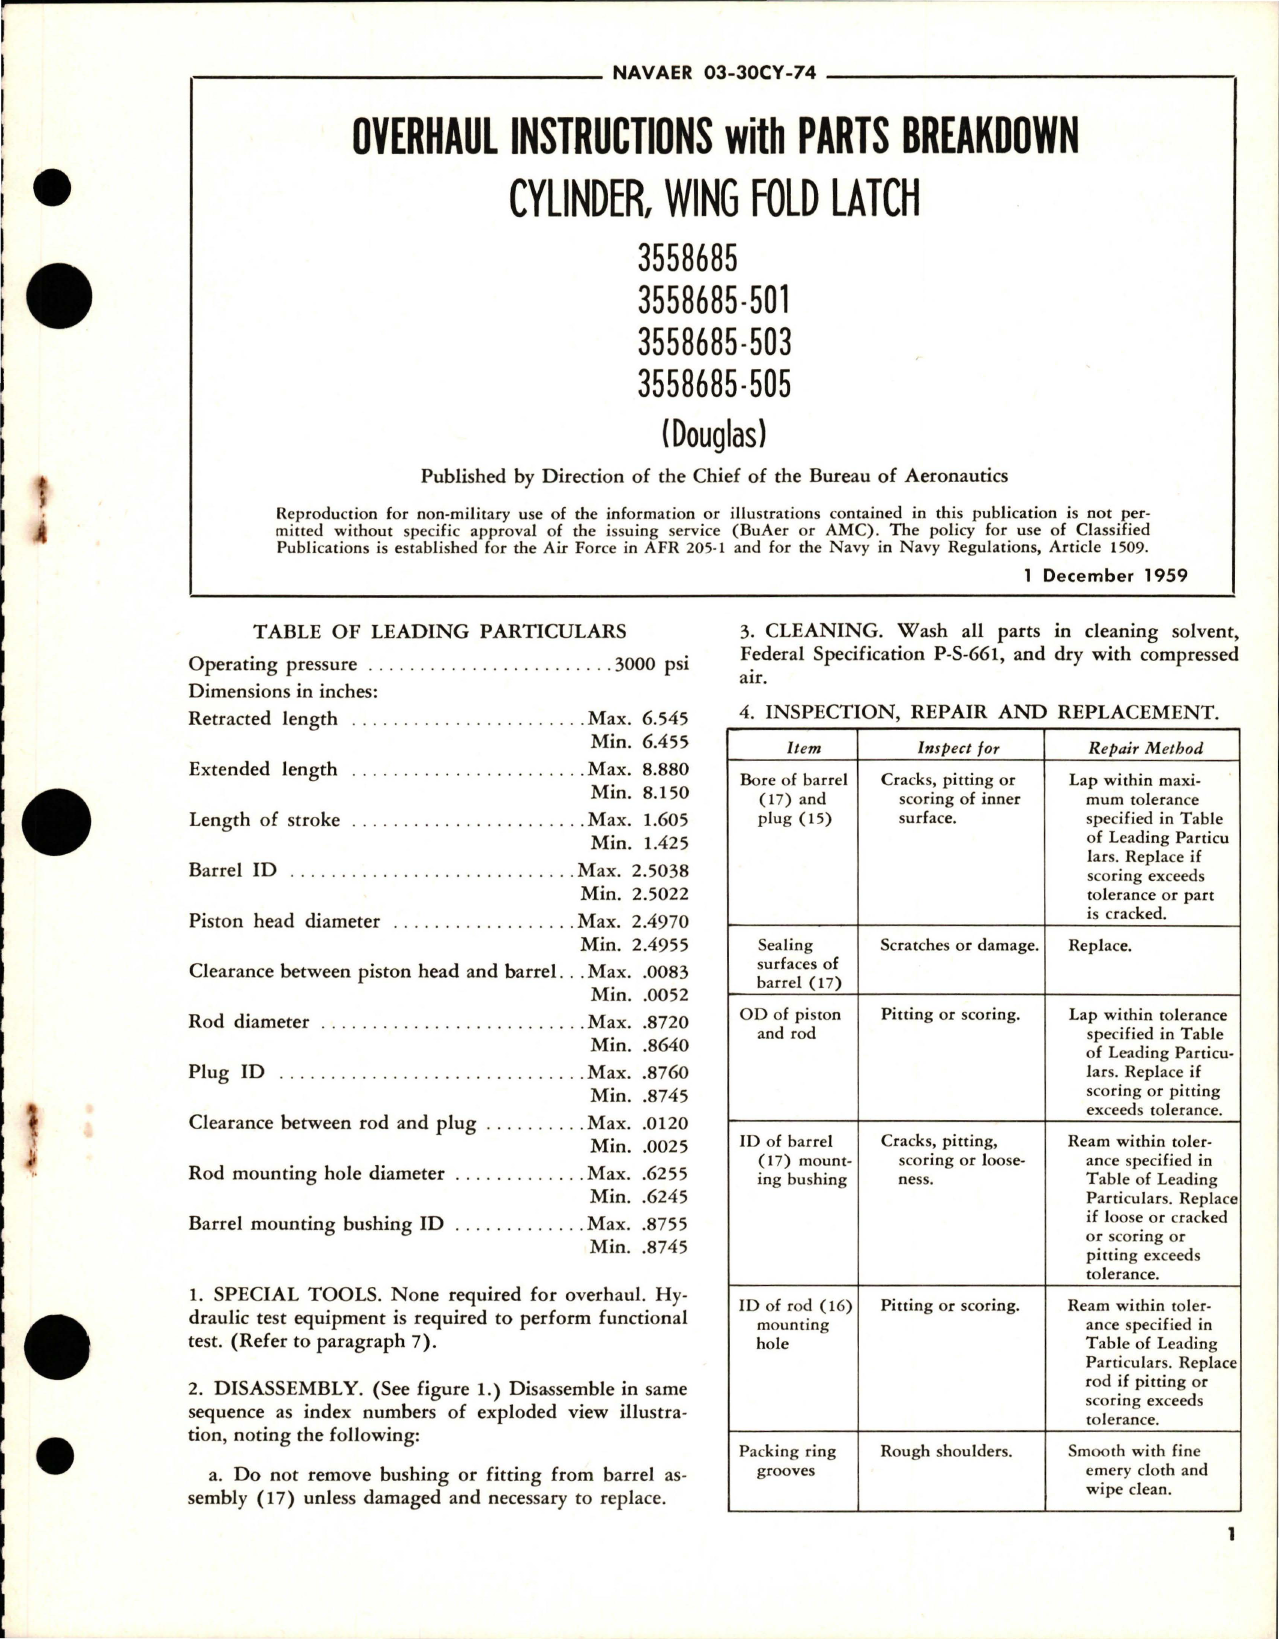 NAVAER 03-30CY-74
OVERHAUL INSTRUCTIONS with PARTS BREAKDOWN
CYLINDER, WING FOLD LATCH
3558685
3558685-501
3558685-503
3558685-505
(Douglas)
Published by Direction of the Chief of the Bureau of Aeronautics
Reproduction for non-military use of the information or illustrations contained in this publication is not per-
mitted without specific approval of the issuing service (BuAer or AMC). The policy for use of Classified
Publications is established for the Air Force in AFR 205-1 and for the Navy in Navy Regulations, Article 1509.
1 December 1959
TABLE OF LEADING PARTICULARS
Operating pressure ........................3000 psi
Dimensions in inches:
Retracted length .......................Max. 6.545
Min. 6.455
Extended length .......................Max. 8.880
Min. 8.150
Length of stroke .......................Max. 1.605
Min. 1.425
Barrel ID ............................Max. 2.5038
Min. 2.5022
Piston head diameter ..................Max. 2.4970
Min. 2.4955
Clearance between piston head and barrel...Max. .0083
Min. .0052
Rod diameter ..........................Max. .8720
Min. .8640
Plug ID ..............................Max. .8760
Min. .8745
Clearance between rod and plug ..........Max. .0120
Min. .0025
Rod mounting hole diameter .............Max. .6255
Min. .6245
Barrel mounting bushing ID .............Max. .8755
Min. .8745
1. SPECIAL TOOLS. None required for overhaul. Hy-
draulic test equipment is required to perform functional
test. (Refer to paragraph 7).
2. DISASSEMBLY. (See figure 1.) Disassemble in same
sequence as index numbers of exploded view illustra-
tion, noting the following:
a. Do not remove bushing or fitting from barrel as-
sembly (17) unless damaged and necessary to replace.
3. CLEANING. Wash all parts in cleaning solvent,
Federal Specification P-S-661, and dry with compressed
air.
4. INSPECTION, REPAIR AND REPLACEMENT.
Item Inspect for Repair Method
Bore of barrel Cracks, pitting or Lap within maxi-
(17) and scoring of inner mum tolerance
plug (15) surface. specified in Table
of Leading Particu
lars. Replace if
scoring exceeds
tolerance or part
is cracked.
Sealing Scratches or damage. Replace.
surfaces of
barrel (17)
OD of piston Pitting or scoring. Lap within tolerance
and rod specified in Table
of Leading Particu-
lars. Replace if
scoring or pitting
exceeds tolerance.
ID of barrel Cracks, pitting, Ream within toler-
(17) mount- scoring or loose- ance specified in
ing bushing ness. Table of Leading
Particulars. Replace
if loose or cracked
or scoring or
pitting exceeds
tolerance.
ID of rod (16) Pitting or scoring. Ream within toler-
mounting ance specified in
hole Table of Leading
Particulars. Replace
rod if pitting or
scoring exceeds
tolerance.
Packing ring Rough shoulders. Smooth with fine
grooves emery cloth and
wipe clean.
1